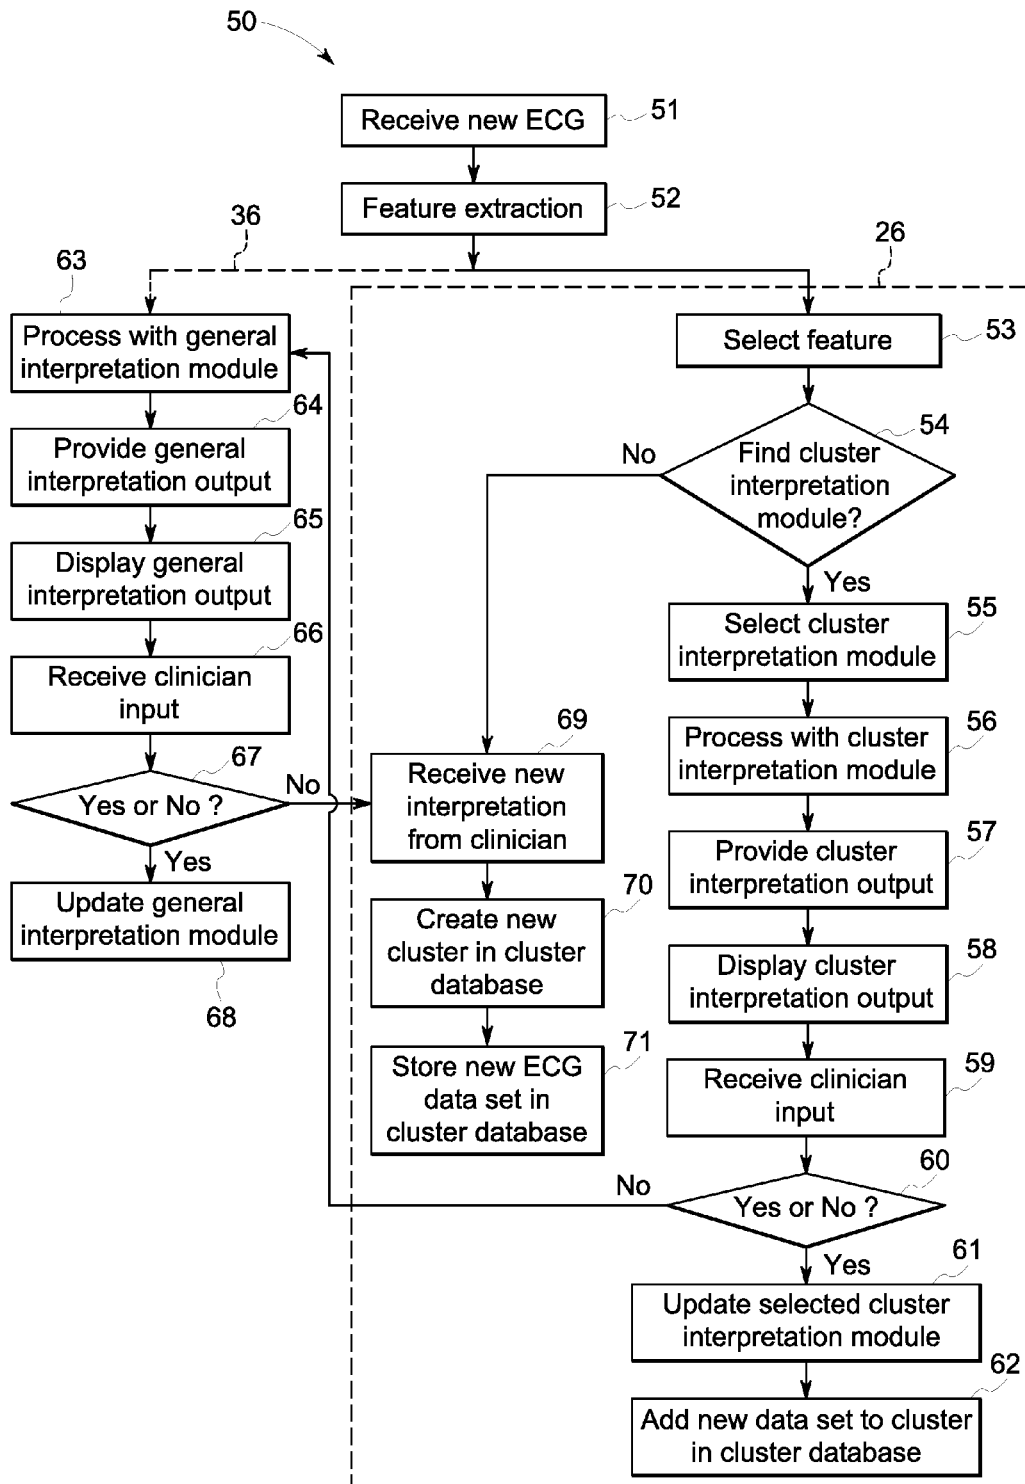 50
Receive new ECG
51
Feature extraction
52
36
26
63
Process with general
interpretation module
64
Provide general
interpretation output
65
Display general
interpretation output
66
Receive clinician
input
67
Yes or No ?
No
Yes
Update general
interpretation module
68
Select feature
53
54
Find cluster
interpretation
module?
No
Yes
55
Select cluster
interpretation module
56
Process with cluster
interpretation module
57
Provide cluster
interpretation output
58
Display cluster
interpretation output
59
Receive clinician
input
60
Yes or No ?
No
Yes
61
Update selected cluster
interpretation module
62
Add new data set to cluster
in cluster database
69
Receive new
interpretation
from clinician
70
Create new
cluster in cluster
database
71
Store new ECG
data set in
cluster database